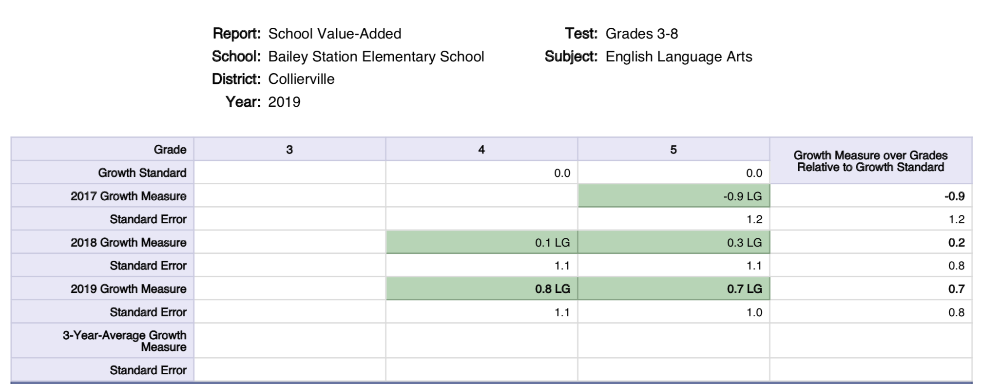 Report: School Value-Added Test: Grades 3-8
School: Bailey Station Elementary School Subject: English Language Arts
District: Collierville
Year: 2019
Grade 3 4 5 Growth Measure over Grades
Relative to Growth Standard
Growth Standard 0.0 0.0
2017 Growth Measure -0.9 LG -0.9
Standard Error 1.2 1.2
2018 Growth Measure 0.1 LG 0.3 LG 0.2
Standard Error 1.1 1.1 0.8
2019 Growth Measure 0.8 LG 0.7 LG 0.7
Standard Error 1.1 1.0 0.8
3-Year-Average Growth
Measure
Standard Error